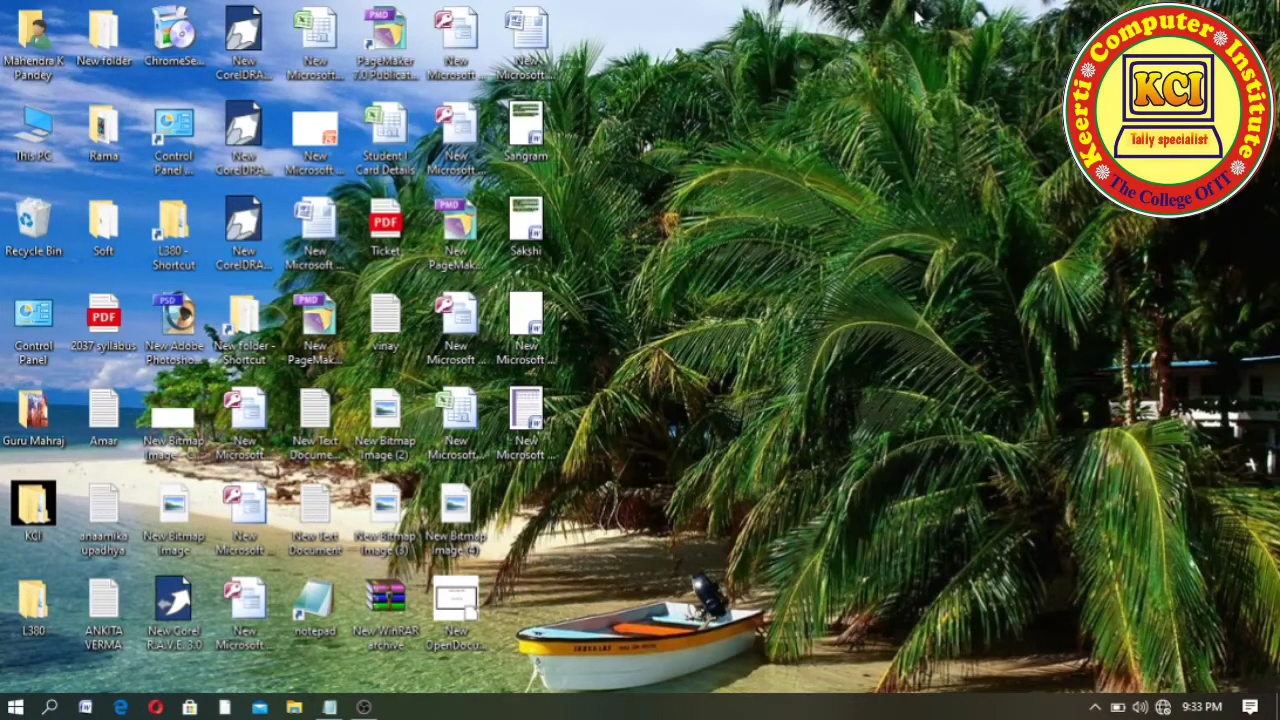 Mahendra K
Pandey
New folder
ChromeSe...
New
CorelDRA...
New
Microsoft...
PMD
PageMaker
7.0 Publicat...
New
Microsoft ...
New
Microsoft...
This PC
Rama
Control
Panel ...
New
CorelDRA...
New
Microsoft ...
Student I
Card Details
New
Microsoft ...
Sangram
Recycle Bin
Soft
L380 -
Shortcut
New
CorelDRA...
New
Microsoft ...
PDF
Ticket
PMD
New
PageMak...
Sakshi
Control
Panel
PDF
2037 syllabus
PSD
New Adobe
Photosho...
New folder -
Shortcut
PMD
New
PageMak...
vinay
New
Microsoft ...
New
Microsoft ...
Guru Mahraj
Amar
New Bitmap
New
Microsoft...
New Text
Docume...
New Bitmap
Image (2)
New
Microsoft...
New
Microsoft ...
KCI
anaamika
upadhya
New Bitmap
Image
New
Microsoft ...
New Text
Document
New Bitmap
Image (3)
New Bitmap
Image (4)
L380
ANKITA
VERMA
New Corel
R.A.V.E. 3.0
New
Microsoft...
notepad
New WinRAR
archive
New
OpenDocu...
Keerti Computer Institute
KCI
Tally specialist
The College Of IT
9:33 PM